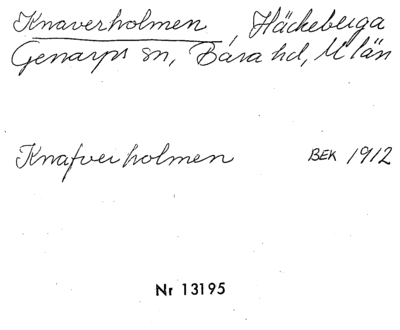 Knaverholmen, Häckeberga
Genarps sn, Bara hd, M län
Knafverholmen BEK 1912
Nr 13195